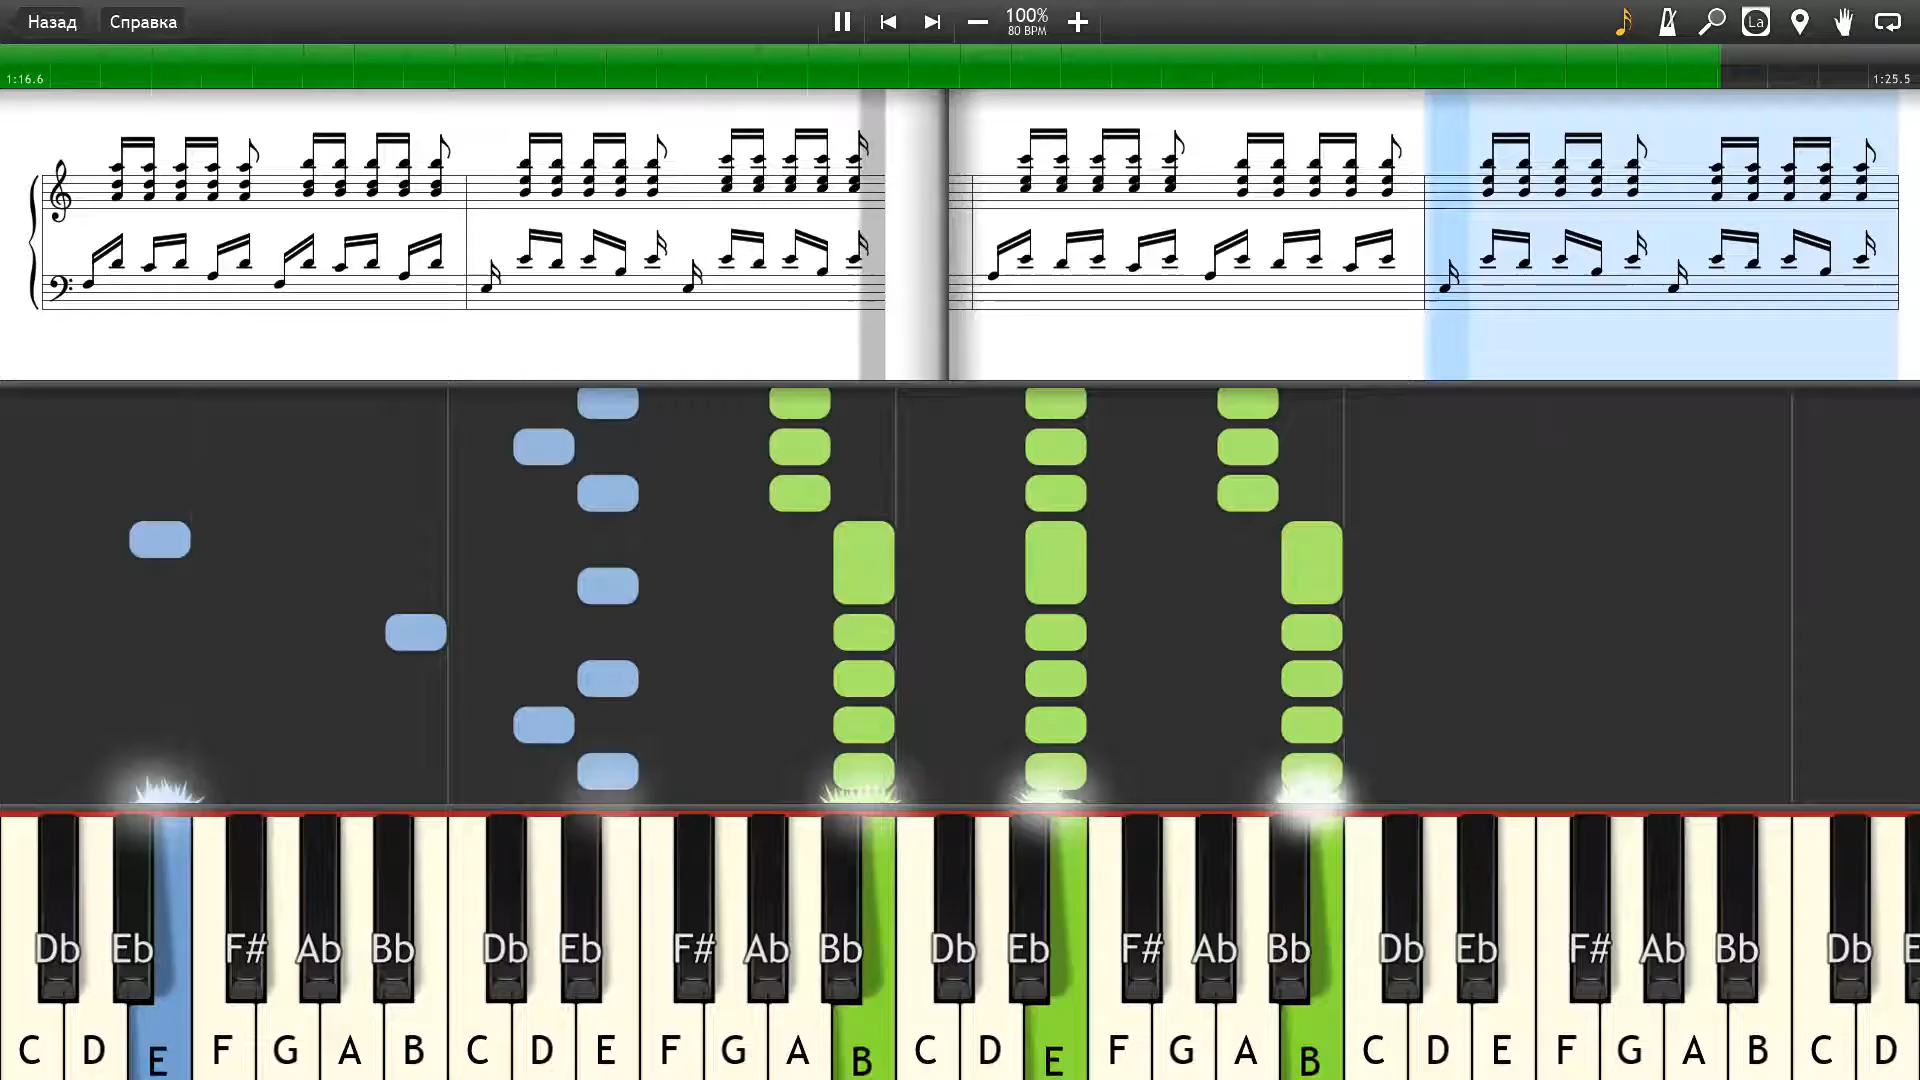 Назад Справка 100%
80 BPM La
1:16.6 1:25.5
Db Eb F# Ab Bb Db Eb F# Ab Bb Db Eb F# Ab Bb Db Eb F# Ab Bb Db E
C D E F G A B C D E F G A B C D E F G A B C D E F G A B C D